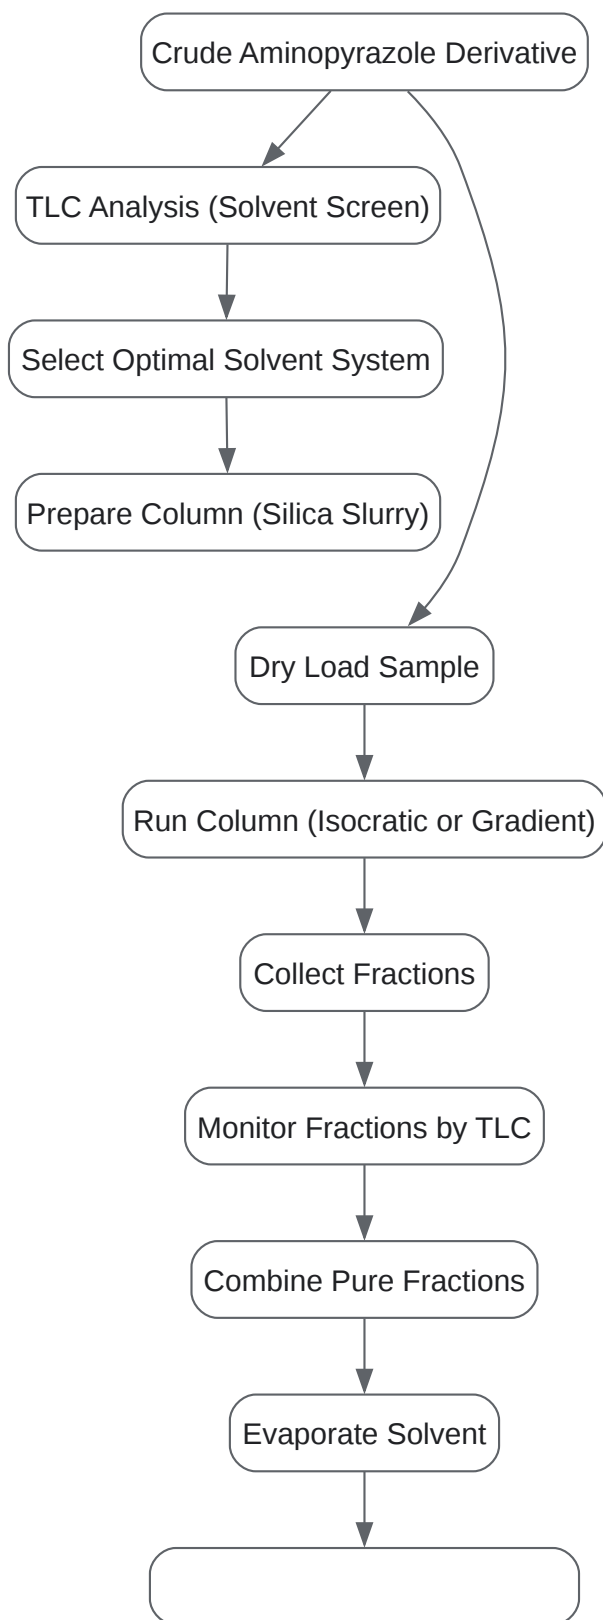 Crude Aminopyrazole Derivative
TLC Analysis (Solvent Screen)
Select Optimal Solvent System
Prepare Column (Silica Slurry)
Dry Load Sample
Run Column (Isocratic or Gradient)
Collect Fractions
Monitor Fractions by TLC
Combine Pure Fractions
Evaporate Solvent